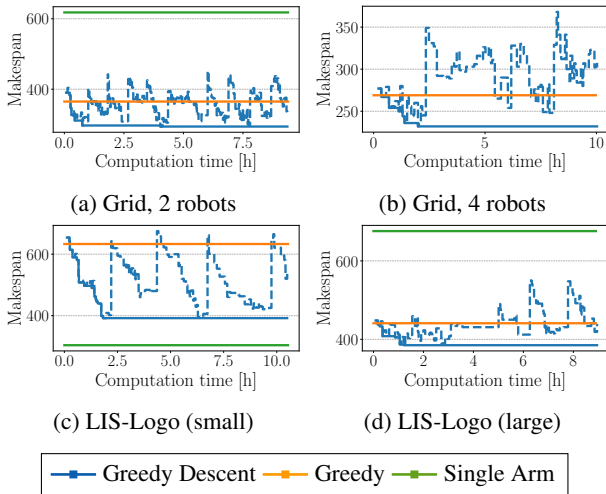 600
400
Makespan
0.0 2.5 5.0 7.5
Computation time [h]
(a) Grid, 2 robots
350
300
250
Makespan
0 5 10
Computation time [h]
(b) Grid, 4 robots
600
400
Makespan
0.0 2.5 5.0 7.5 10.0
Computation time [h]
(c) LIS-Logo (small)
600
400
Makespan
0 2 4 6 8
Computation time [h]
(d) LIS-Logo (large)
Greedy Descent Greedy Single Arm